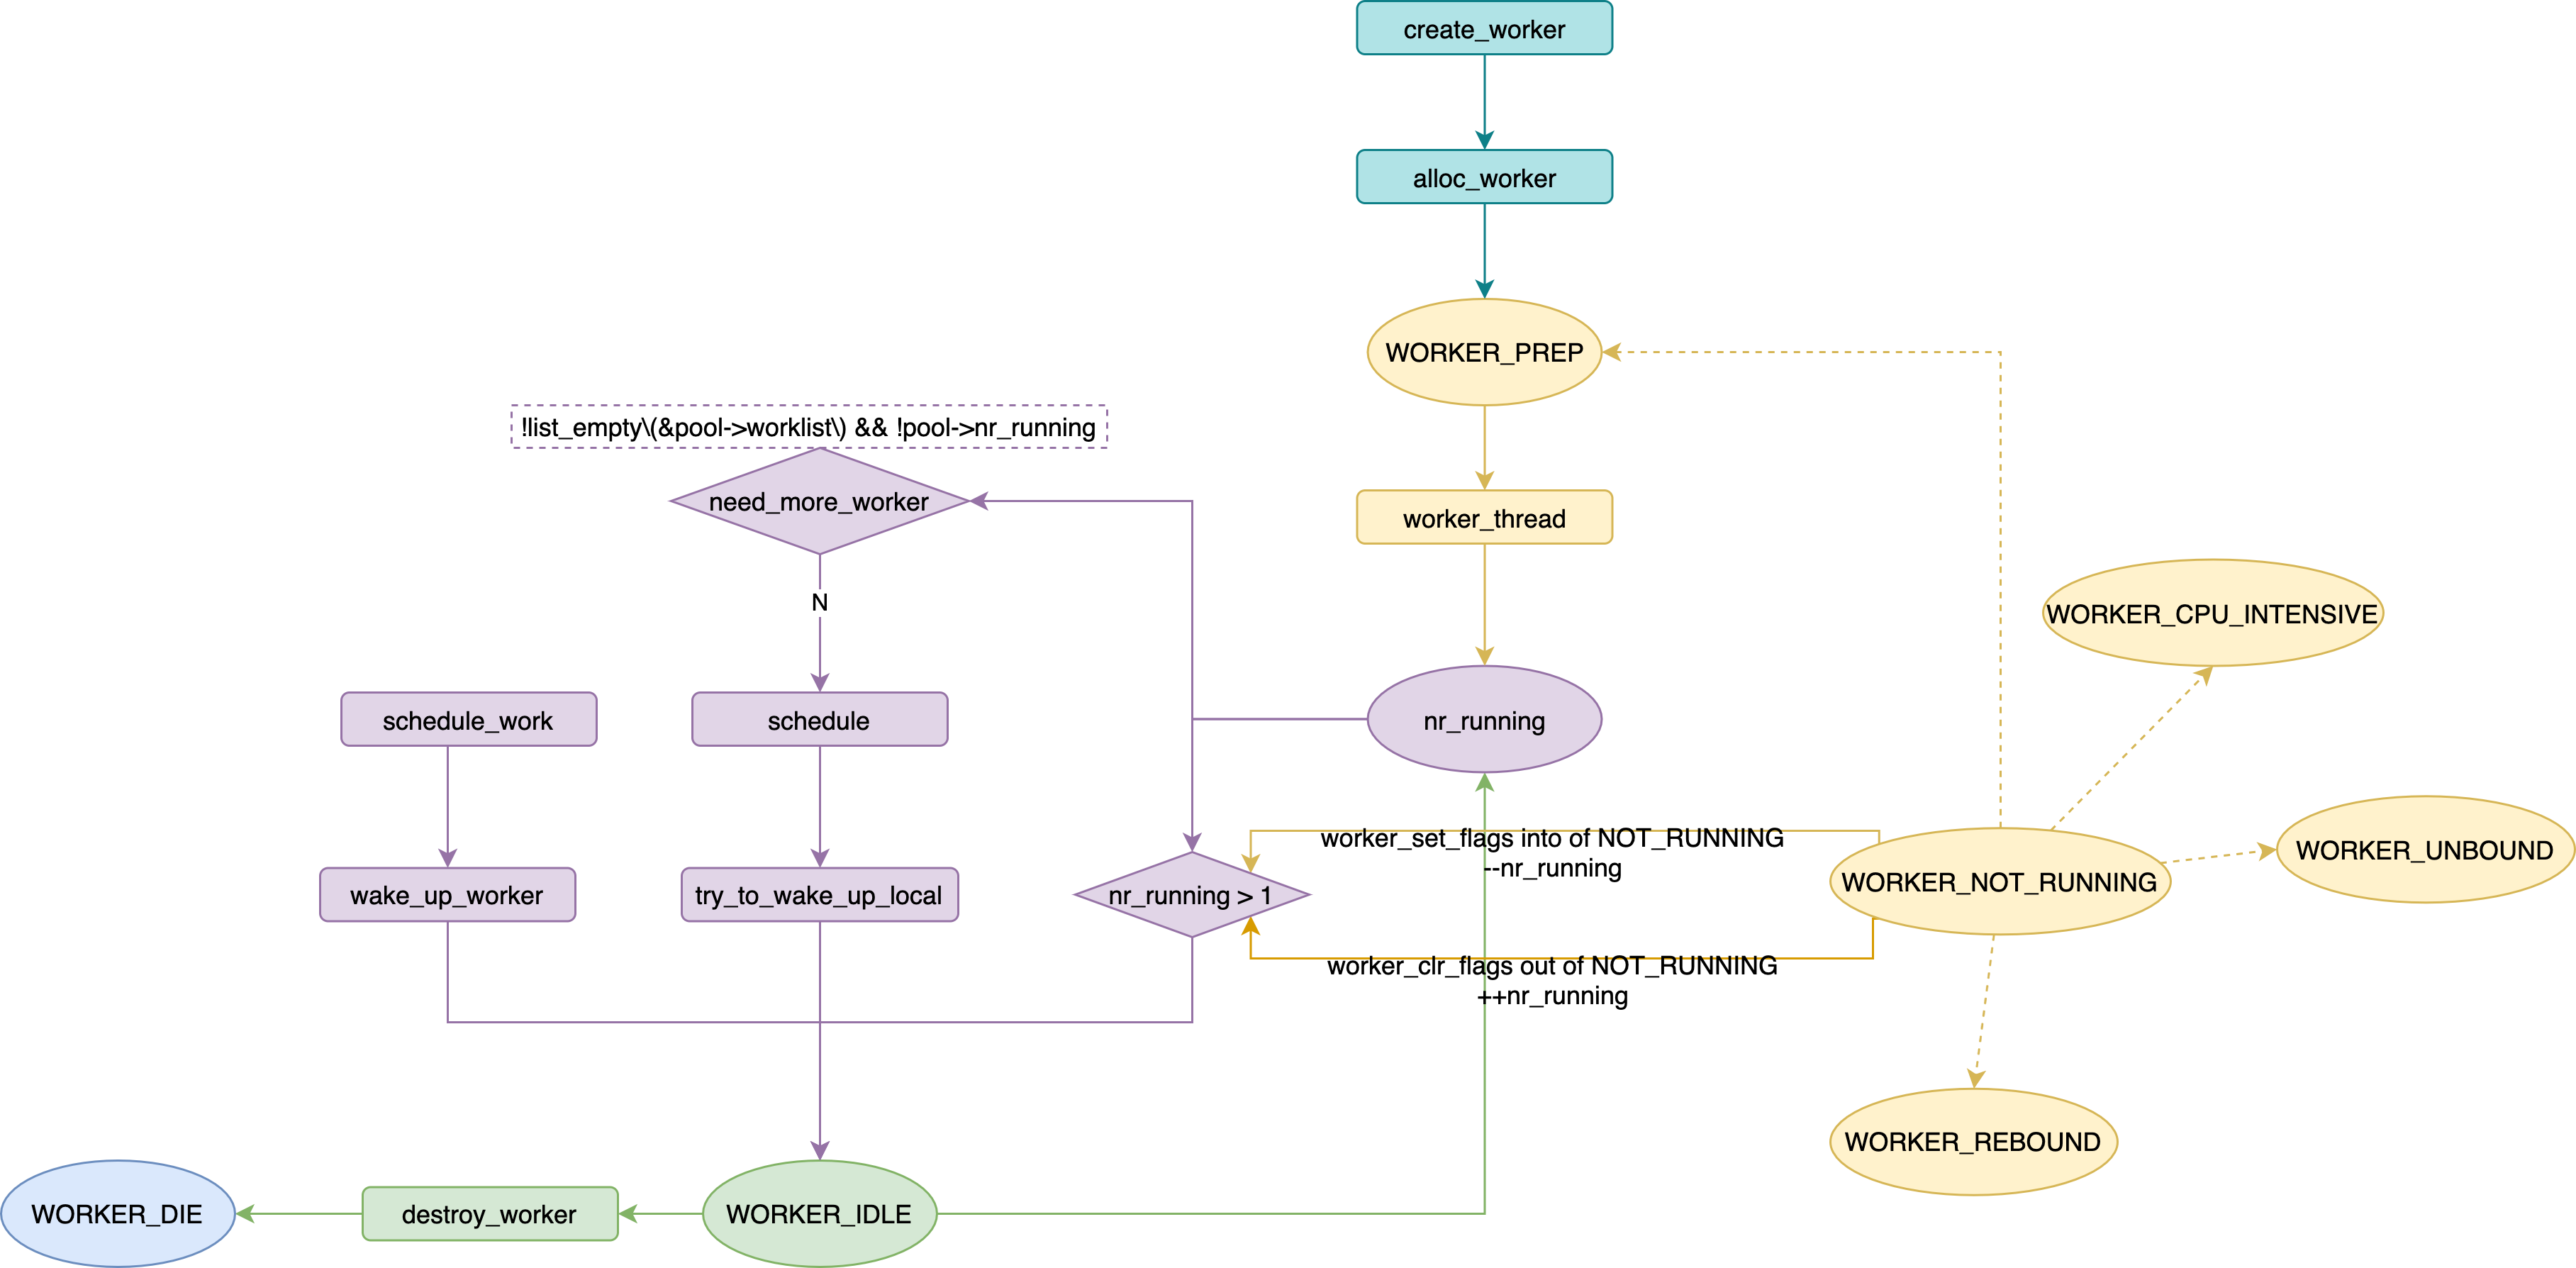 create_worker
alloc_worker
WORKER_PREP
!list_empty\(&pool->worklist\) && !pool->nr_running
need_more_worker
worker_thread
N
WORKER_CPU_INTENSIVE
schedule_work
schedule
nr_running
worker_set_flags into of NOT_RUNNING
--nr_running
WORKER_UNBOUND
WORKER_NOT_RUNNING
wake_up_worker
try_to_wake_up_local
nr_running > 1
worker_clr_flags out of NOT_RUNNING
++nr_running
WORKER_REBOUND
WORKER_DIE
destroy_worker
WORKER_IDLE